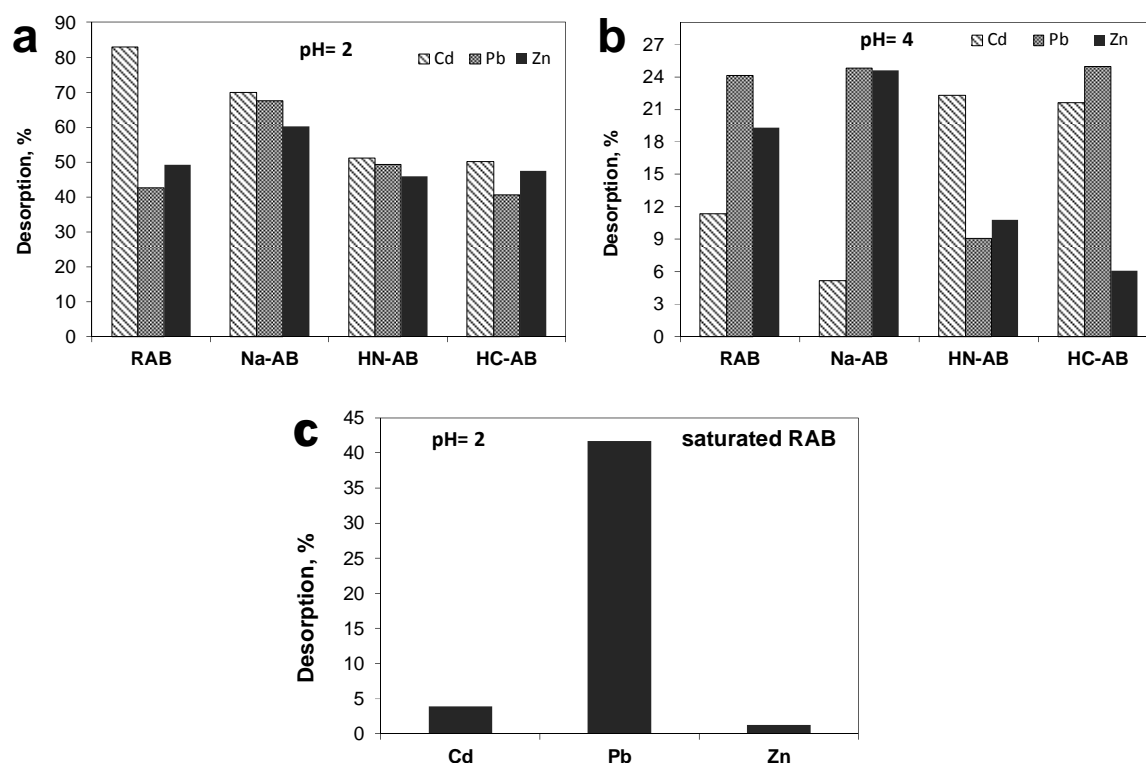 a
pH= 2
Cd Pb Zn
Desorption, %
90
80
70
60
50
40
30
20
10
0
RAB Na-AB HN-AB HC-AB
b
pH= 4
Cd Pb Zn
Desorption, %
27
24
21
18
15
12
9
6
3
0
RAB Na-AB HN-AB HC-AB
c
pH= 2
saturated RAB
Desorption, %
45
40
35
30
25
20
15
10
5
0
Cd Pb Zn